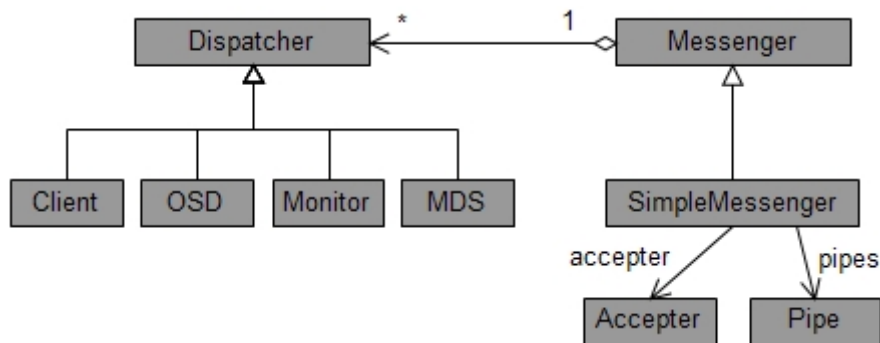 * 1
Dispatcher Messenger
Client OSD Monitor MDS SimpleMessenger
accepter pipes
Accepter Pipe